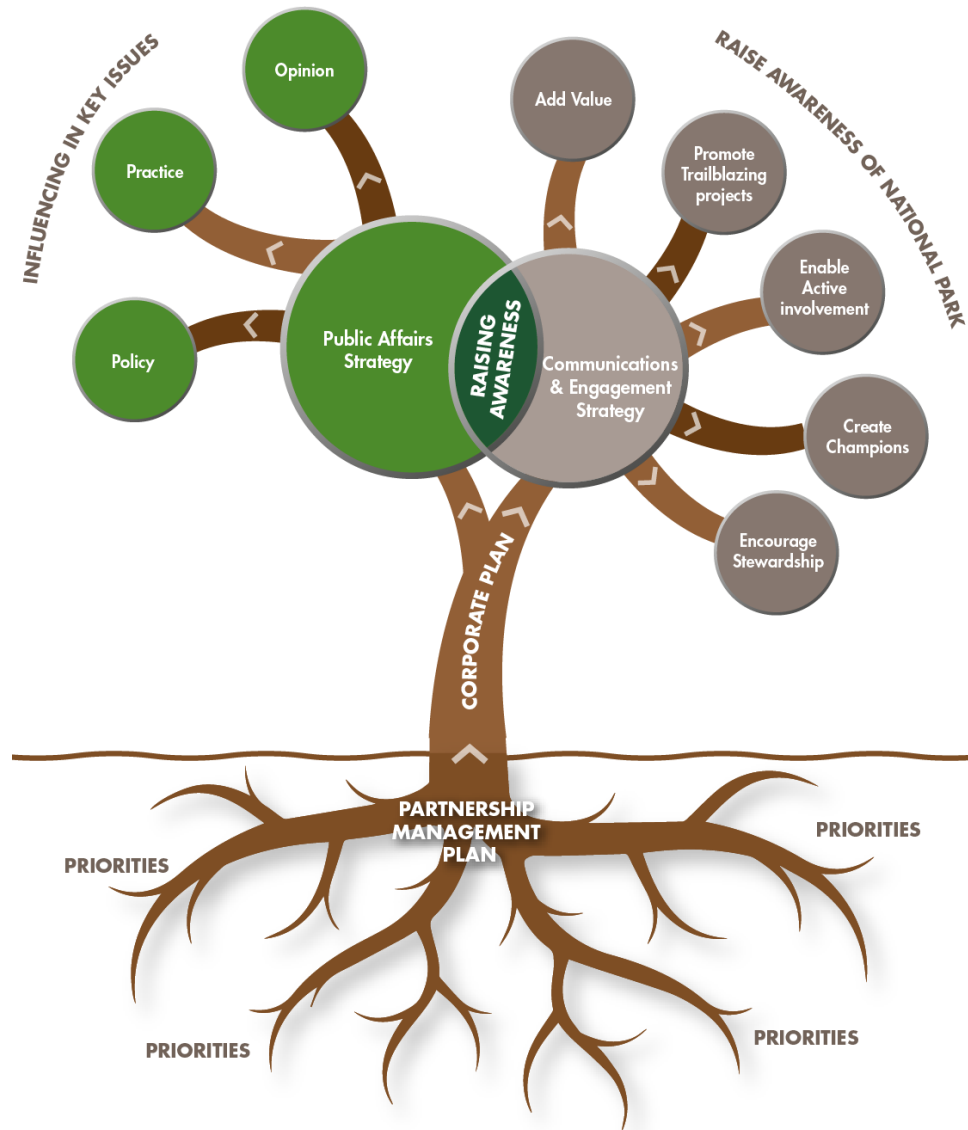 INFLUENCING IN KEY ISSUES
RAISE AWARENESS OF NATIONAL PARK
Opinion
Practice
Policy
Add Value
Promote
Trailblazing
projects
Enable
Active
involvement
Create
Champions
Encourage
Stewardship
Public Affairs
Strategy
RAISING
AWARENESS
Communications
& Engagement
Strategy
CORPORATE PLAN
PARTNERSHIP
MANAGEMENT
PLAN
PRIORITIES
PRIORITIES
PRIORITIES
PRIORITIES